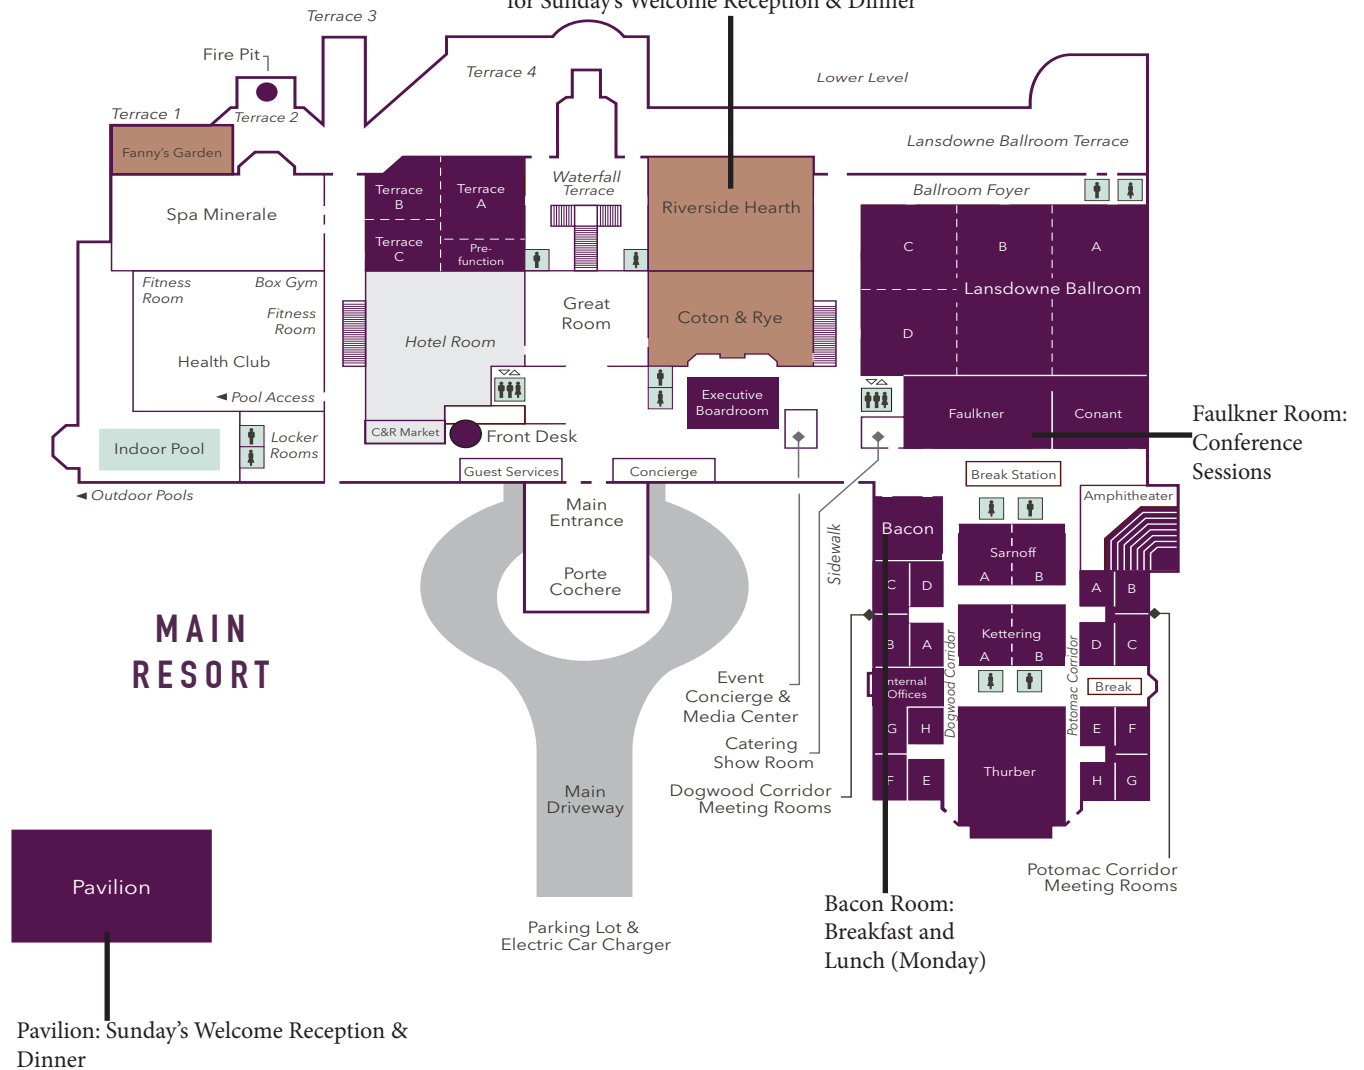 for Sunday's Welcome Reception & Dinner
Terrace 3
Fire Pit
Terrace 4
Lower Level
Terrace 1
Terrace 2
Lansdowne Ballroom Terrace
Fanny's Garden
Waterfall
Terrace
Ballroom Foyer
Spa Minerale
Terrace
B
Terrace
A
Terrace
C
Pre-
function
Riverside Hearth
C
B
A
Lansdowne Ballroom
D
Fitness
Room
Box Gym
Fitness
Room
Health Club
Pool Access
Hotel Room
Great
Room
Coton & Rye
Executive
Boardroom
Faulkner
Conant
Faulkner Room:
Conference
Sessions
C&R Market
Front Desk
Indoor Pool
Locker
Rooms
Outdoor Pools
Guest Services
Concierge
Break Station
Amphitheater
Main
Entrance
Porte
Cochere
Sidewalk
Bacon
Sarnoff
A B
C D
A B
Kettering
A B
B A
D C
Dogwood Corridor
Potomac Corridor
Internal
Offices
Break
G H
E F
Thurber
F E
H G
MAIN
RESORT
Event
Concierge &
Media Center
Catering
Show Room
Dogwood Corridor
Meeting Rooms
Main
Driveway
Potomac Corridor
Meeting Rooms
Pavilion
Parking Lot &
Electric Car Charger
Bacon Room:
Breakfast and
Lunch (Monday)
Pavilion: Sunday's Welcome Reception &
Dinner